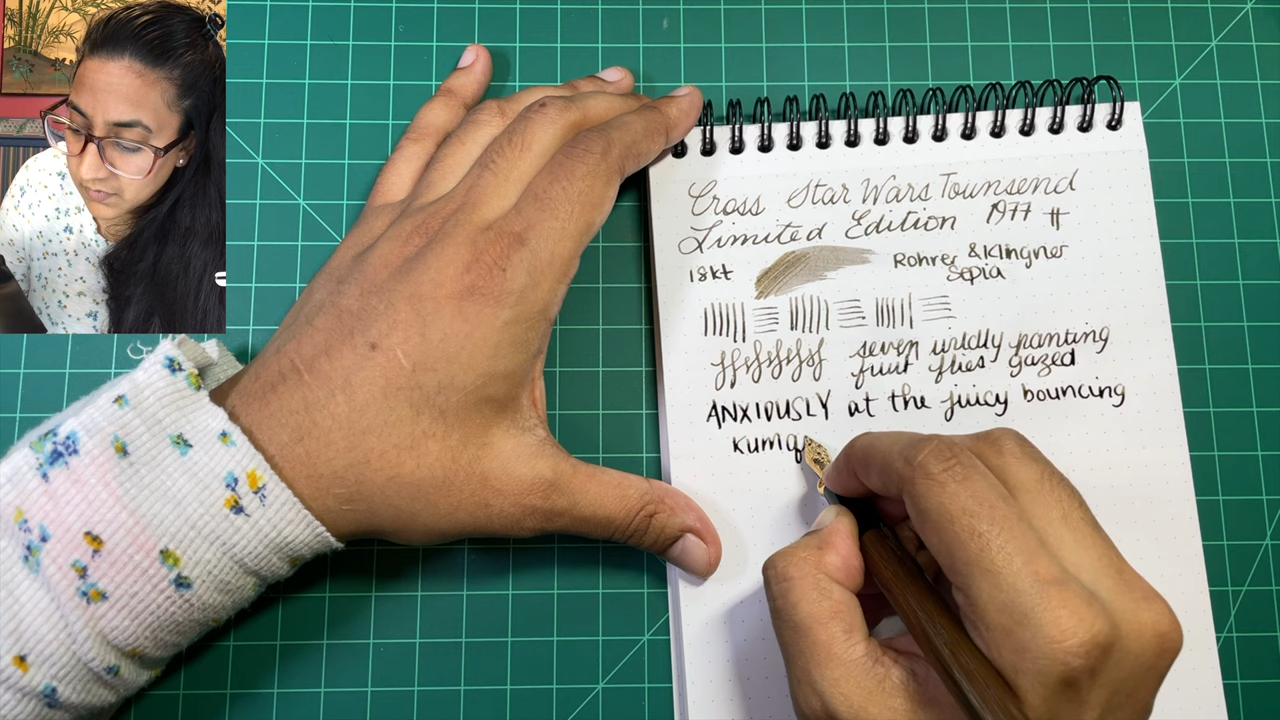 Cross Star Wars Townsend
Limited Edition 1977 #
18kt
Rohrer & Klingner
Sepia
ffffffff
seven wildly panting
fruit flies gazed
ANXIOUSLY at the juicy bouncing
kumq